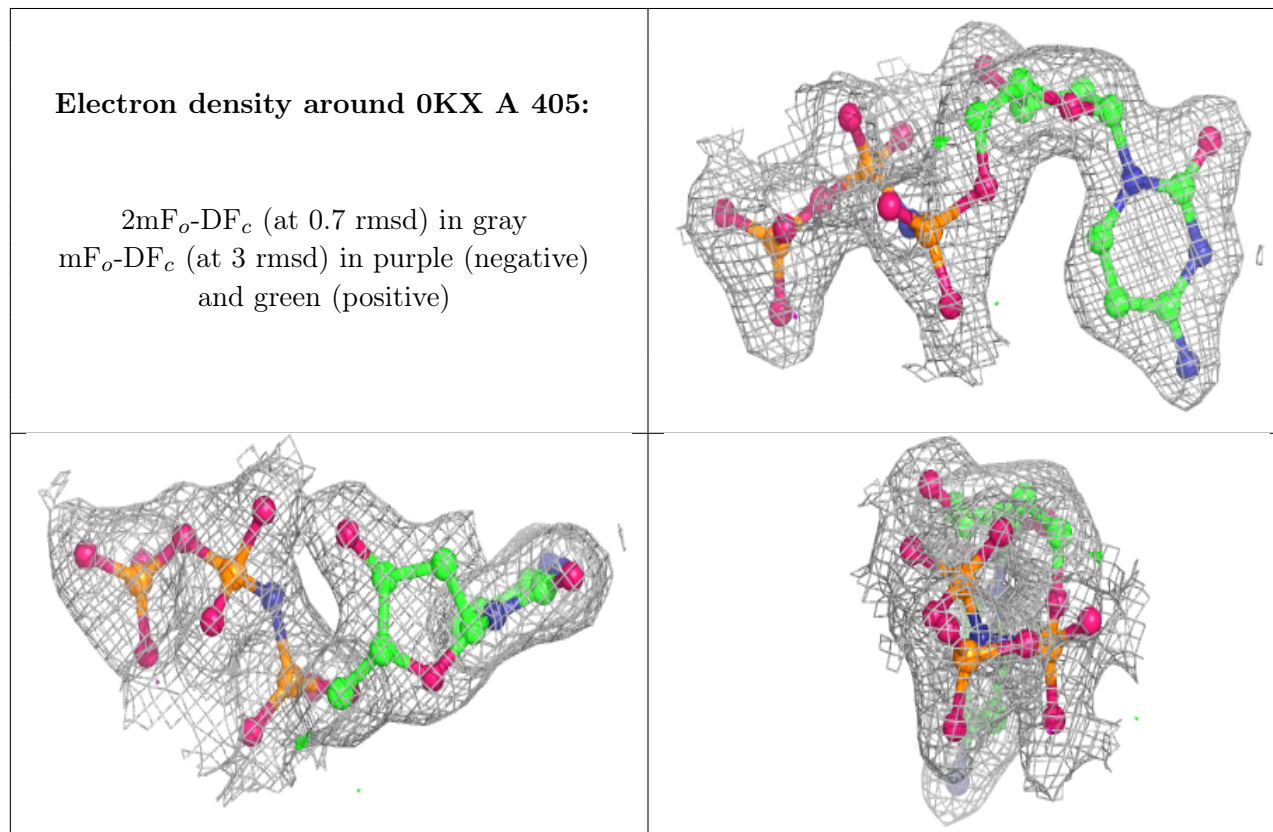 Electron density around 0KX A 405:
2mFo-DFc (at 0.7 rmsd) in gray
mFo-DFc (at 3 rmsd) in purple (negative)
and green (positive)